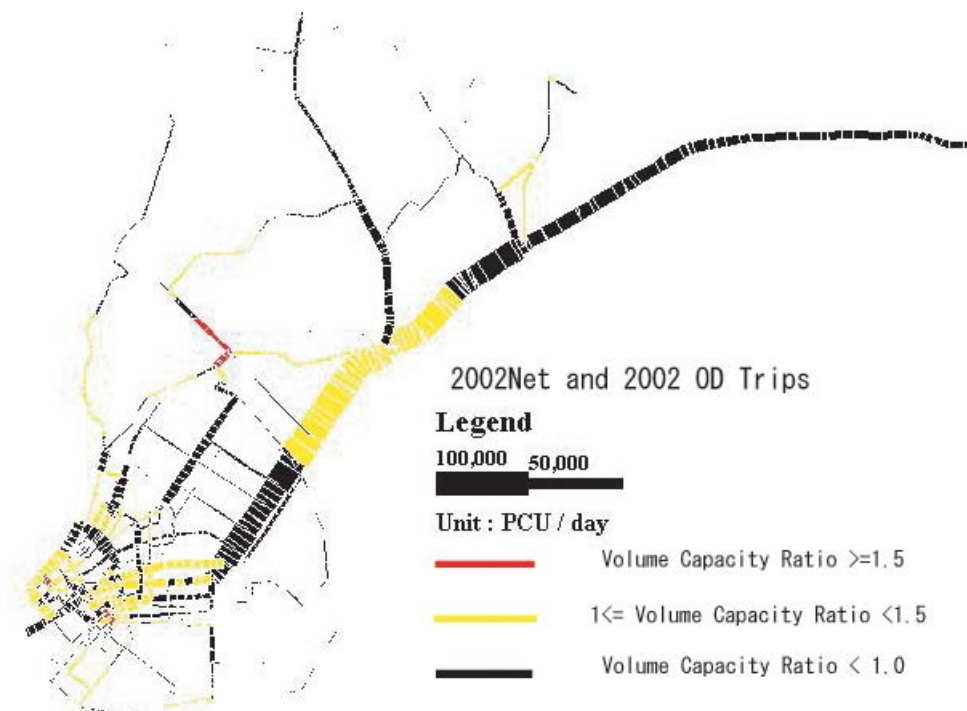 2002Net and 2002 OD Trips
Legend
100,000 50,000
Unit : PCU / day
Volume Capacity Ratio >=1.5
1<= Volume Capacity Ratio <1.5
Volume Capacity Ratio < 1.0